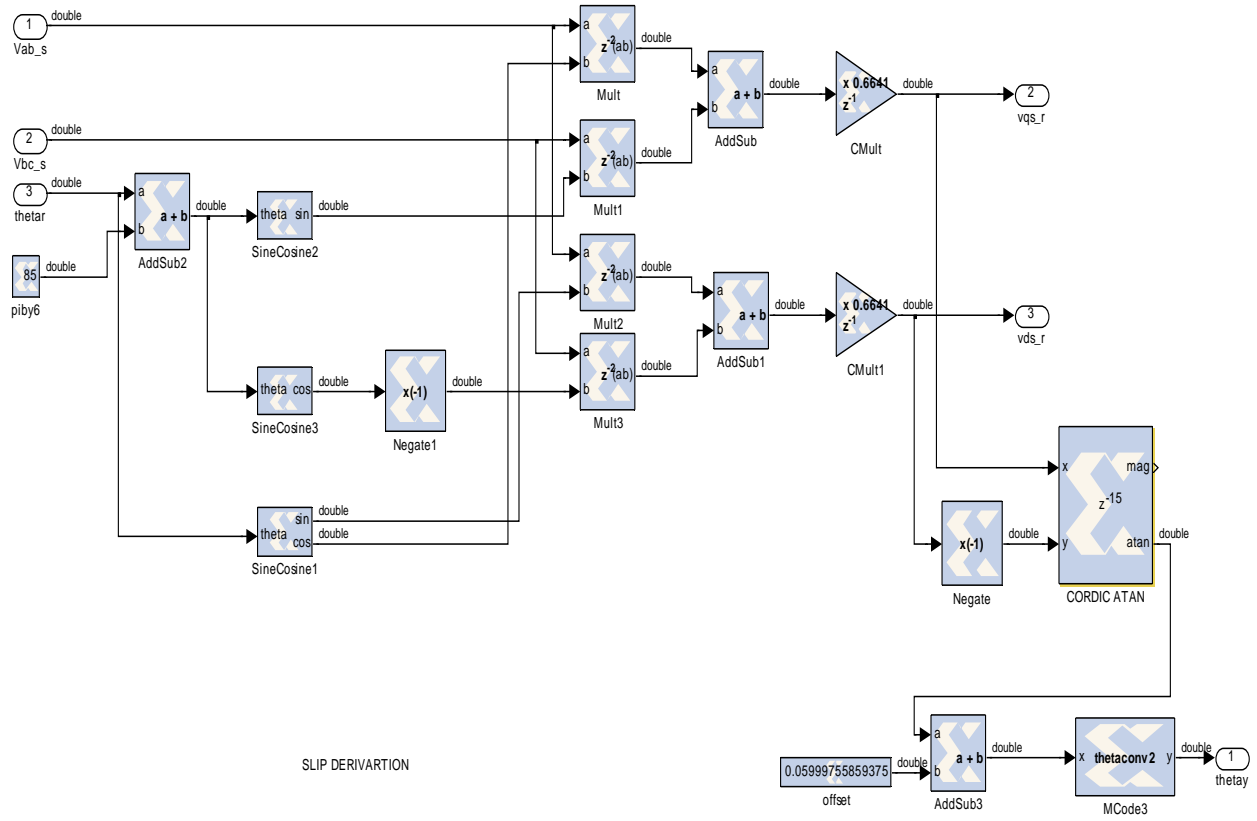 1
double
Vab_s
2
double
Vbc_s
3
double
thetar
85
double
piby6
a
b
a + b
double
AddSub2
theta sin
double
SineCosine2
theta cos
double
SineCosine3
x(-1)
double
Negate1
theta
sin
cos
double
double
SineCosine1
a
b
z-2(ab)
double
Mult
a
b
z-2(ab)
double
Mult1
a
b
z-2(ab)
double
Mult2
a
b
z-2(ab)
double
Mult3
a
b
a + b
double
AddSub
a
b
a + b
double
AddSub1
x 0.6641
z-1
double
CMult
x 0.6641
z-1
double
CMult1
2
vqs_r
3
vds_r
x(-1)
double
Negate
x
y
z-15
mag
atan
double
CORDIC ATAN
0.05999755859375
double
offset
a
b
a + b
double
AddSub3
x
thetaconv2
y
double
MCode3
1
thetay
SLIP DERIVARTION